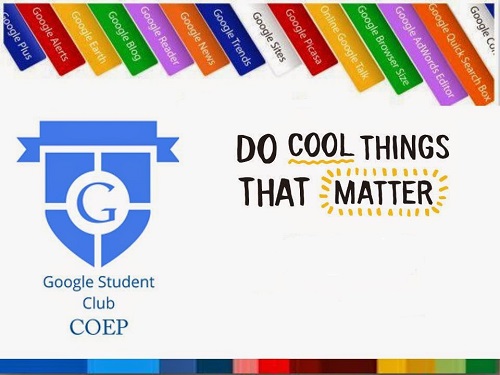 Google Plus
Google Alerts
Google Earth
Google Blog
Google Reader
Google News
Google Trends
Google Sites
Google Picasa
Online Google Talk
Google Browser Size
Google AdWords Editor
Google Quick Search Box
Google
DO COOL THINGS
THAT MATTER
G
Google Student
Club
COEP